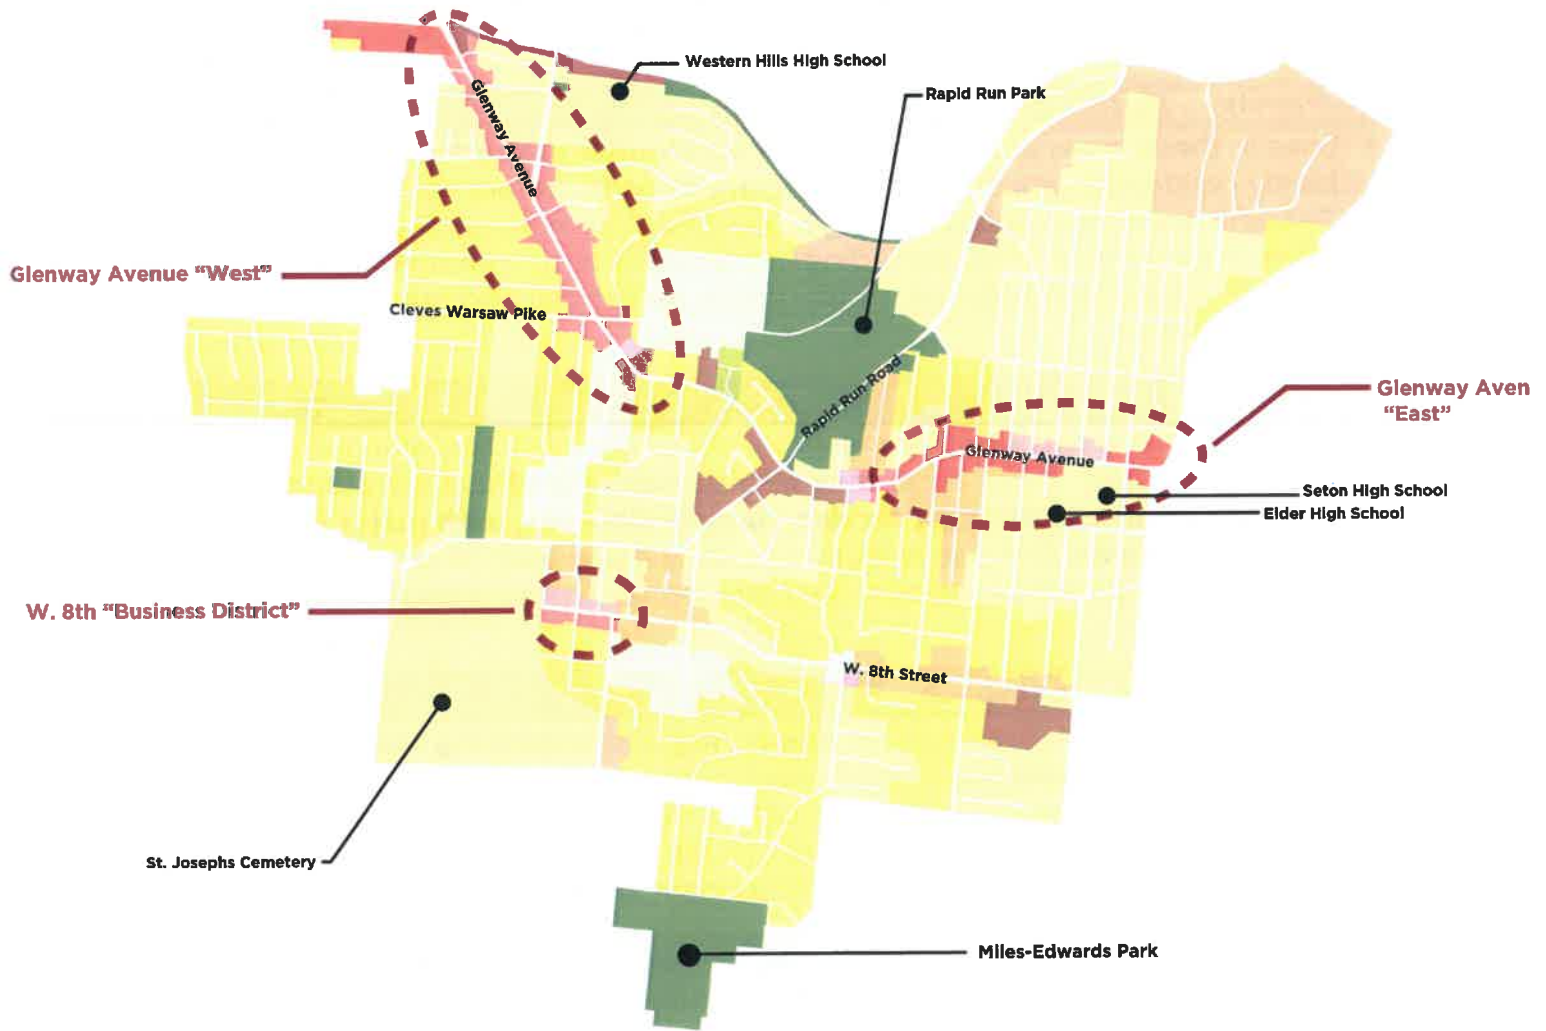 Western Hills High School
Rapid Run Park
Glenway Avenue
Glenway Avenue “West”
Cleves Warsaw Pike
Rapid Run Road
Glenway Aven
“East”
Glenway Avenue
Seton High School
Elder High School
W. 8th “Business District”
W. 8th Street
St. Josephs Cemetery
Miles-Edwards Park